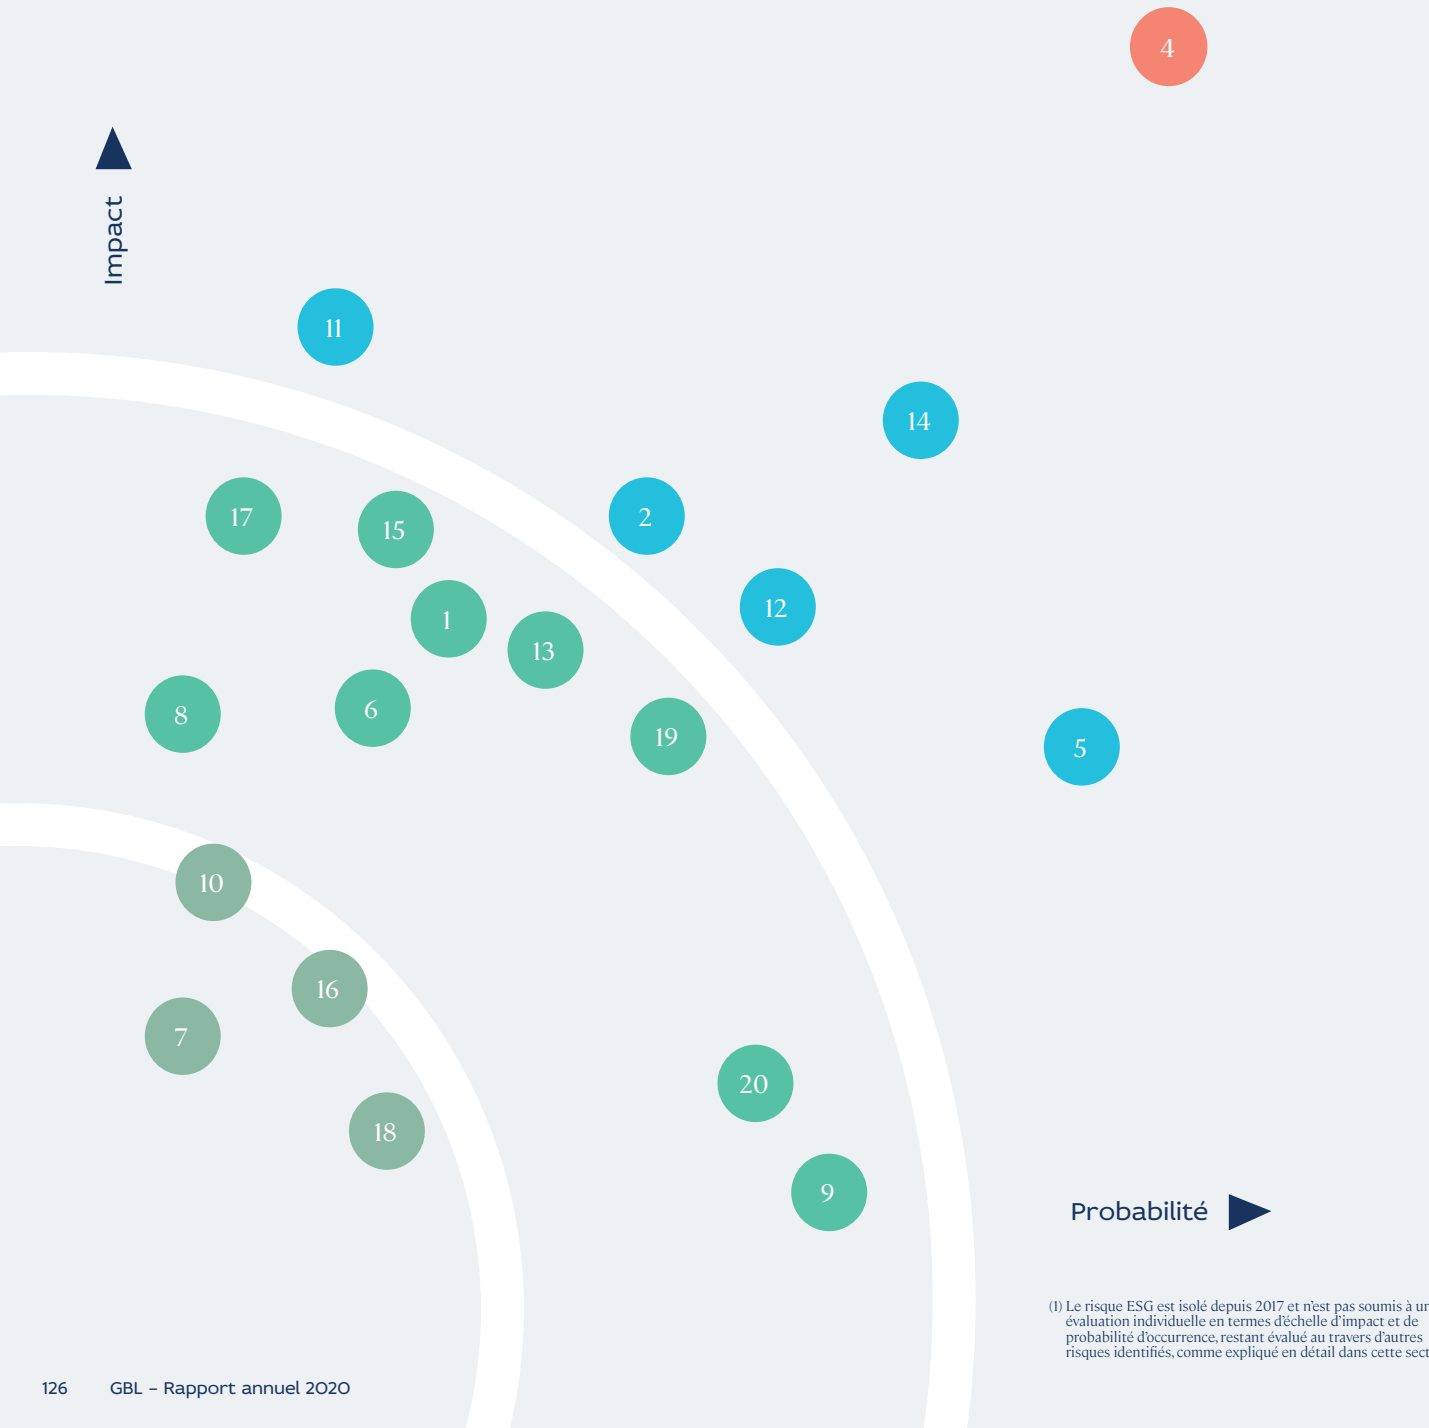 4
Impact
11
14
17
15
2
1
12
13
8
6
19
5
10
16
7
20
18
9
Probabilité
(1) Le risque ESG est isolé depuis 2017 et n'est pas soumis à
évaluation individuelle en termes d'échelle d'impact et de
probabilité d'occurrence, restant évalué au travers d'autres
risques identifiés, comme expliqué en détail dans cette
126 GBL – Rapport annuel 2020